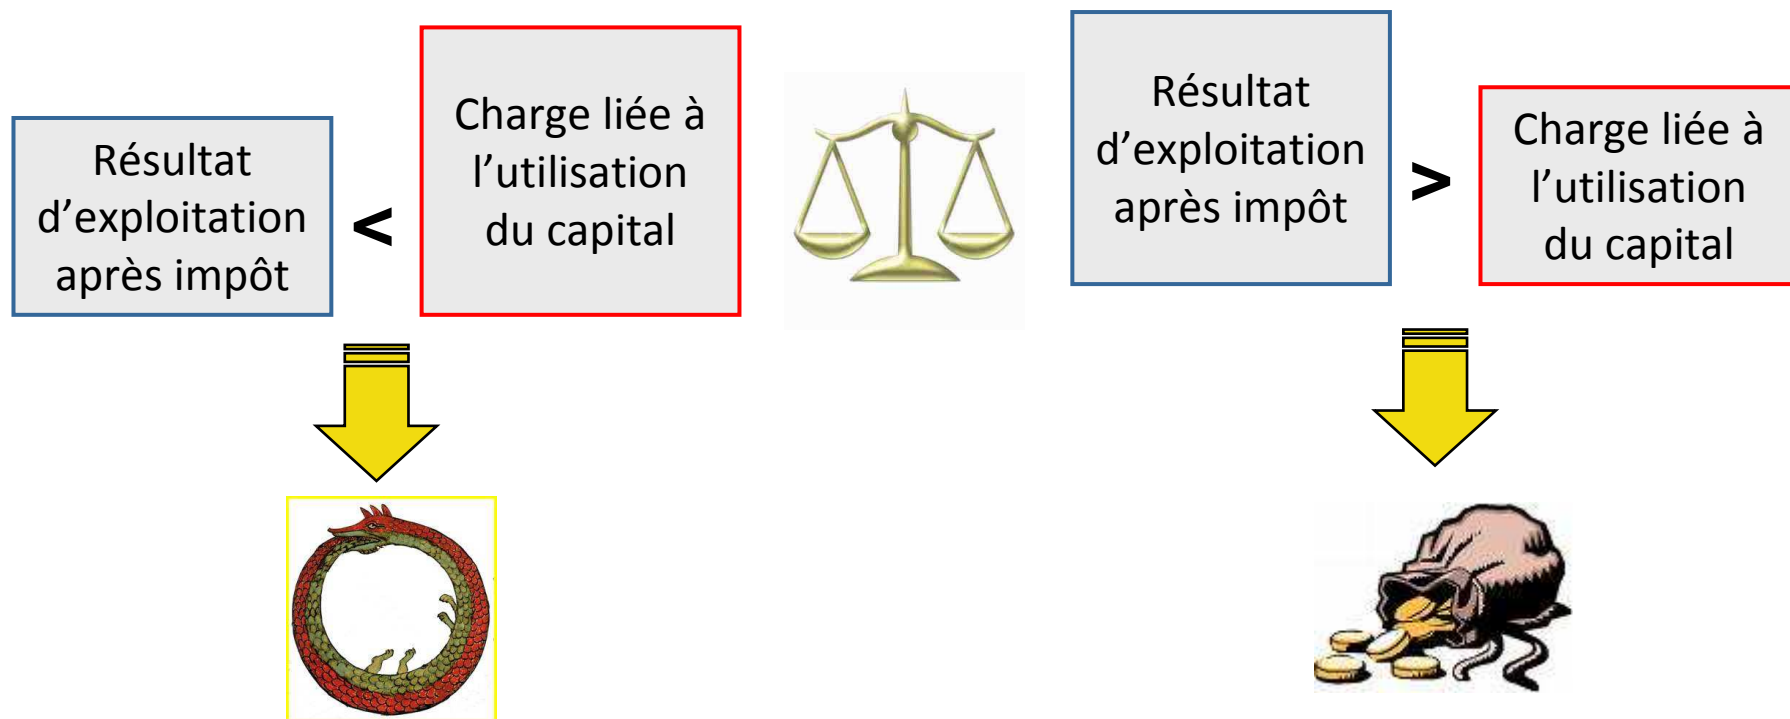 Résultat
d’exploitation
après impôt
<
Charge liée à
l’utilisation
du capital
Résultat
d’exploitation
après impôt
>
Charge liée à
l’utilisation
du capital